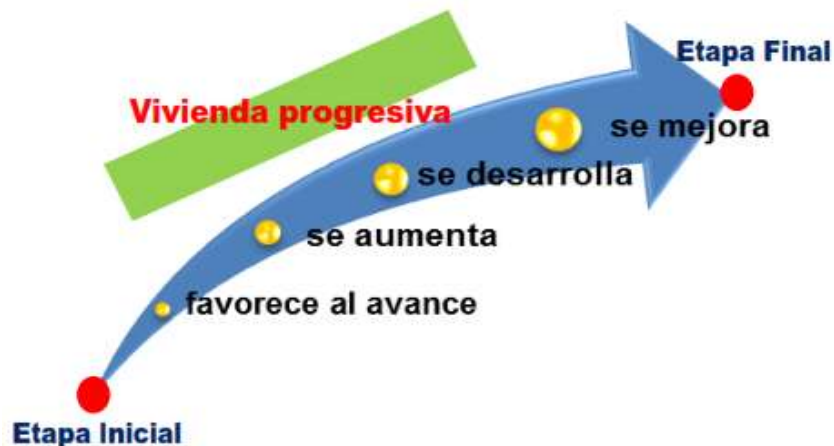 Etapa Final
Vivienda progresiva
se mejora
se desarrolla
se aumenta
favorece al avance
Etapa Inicial